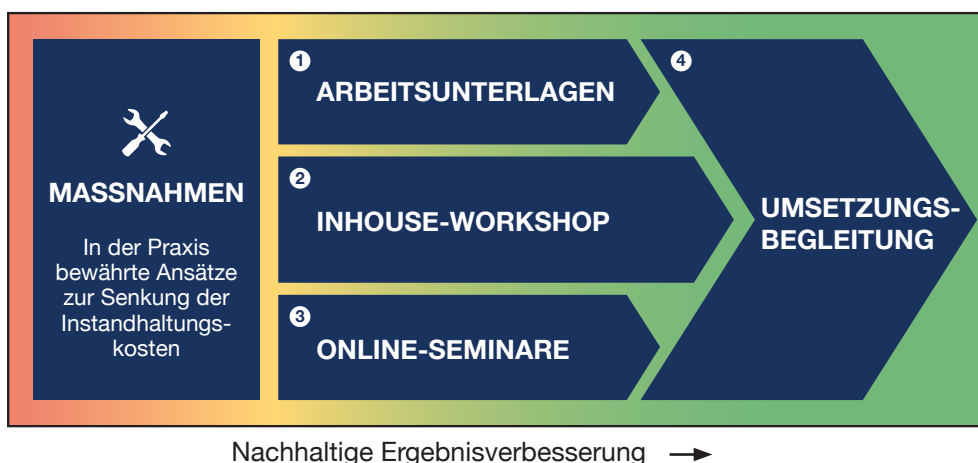 MASSNAHMEN
In der Praxis
bewährte Ansätze
zur Senkung der
Instandhaltungs-
kosten
1
ARBEITSUNTERLAGEN
2
INHOUSE-WORKSHOP
3
ONLINE-SEMINARE
4
UMSETZUNGS-
BEGLEITUNG
Nachhaltige Ergebnisverbesserung →